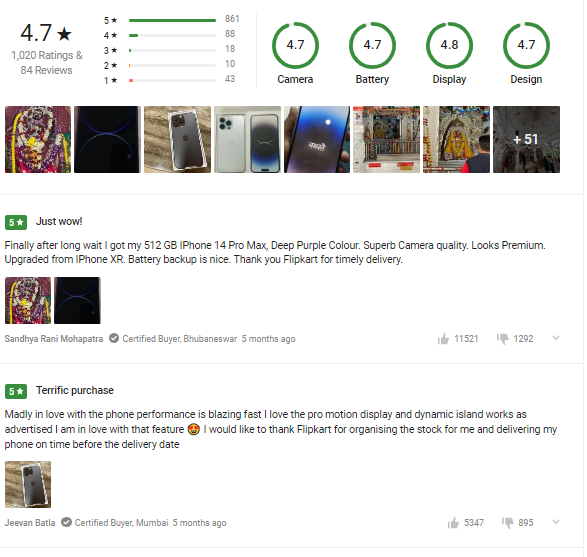 4.7★
1,020 Ratings &
84 Reviews
5★ 861
4★ 88
3★ 18
2★ 10
1★ 43
4.7 4.7 4.8 4.7
Camera Battery Display Design
नमस्ते
+ 51
5★ Just wow!
Finally after long wait I got my 512 GB IPhone 14 Pro Max, Deep Purple Colour. Superb Camera quality. Looks Premium.
Upgraded from IPhone XR. Battery backup is nice. Thank you Flipkart for timely delivery.
Sandhya Rani Mohapatra Certified Buyer, Bhubaneswar 5 months ago 11521 1292
5★ Terrific purchase
Madly in love with the phone performance is blazing fast I love the pro motion display and dynamic island works as
advertised I am in love with that feature 😍 I would like to thank Flipkart for organising the stock for me and delivering my
phone on time before the delivery date
Jeevan Batla Certified Buyer, Mumbai 5 months ago 5347 895